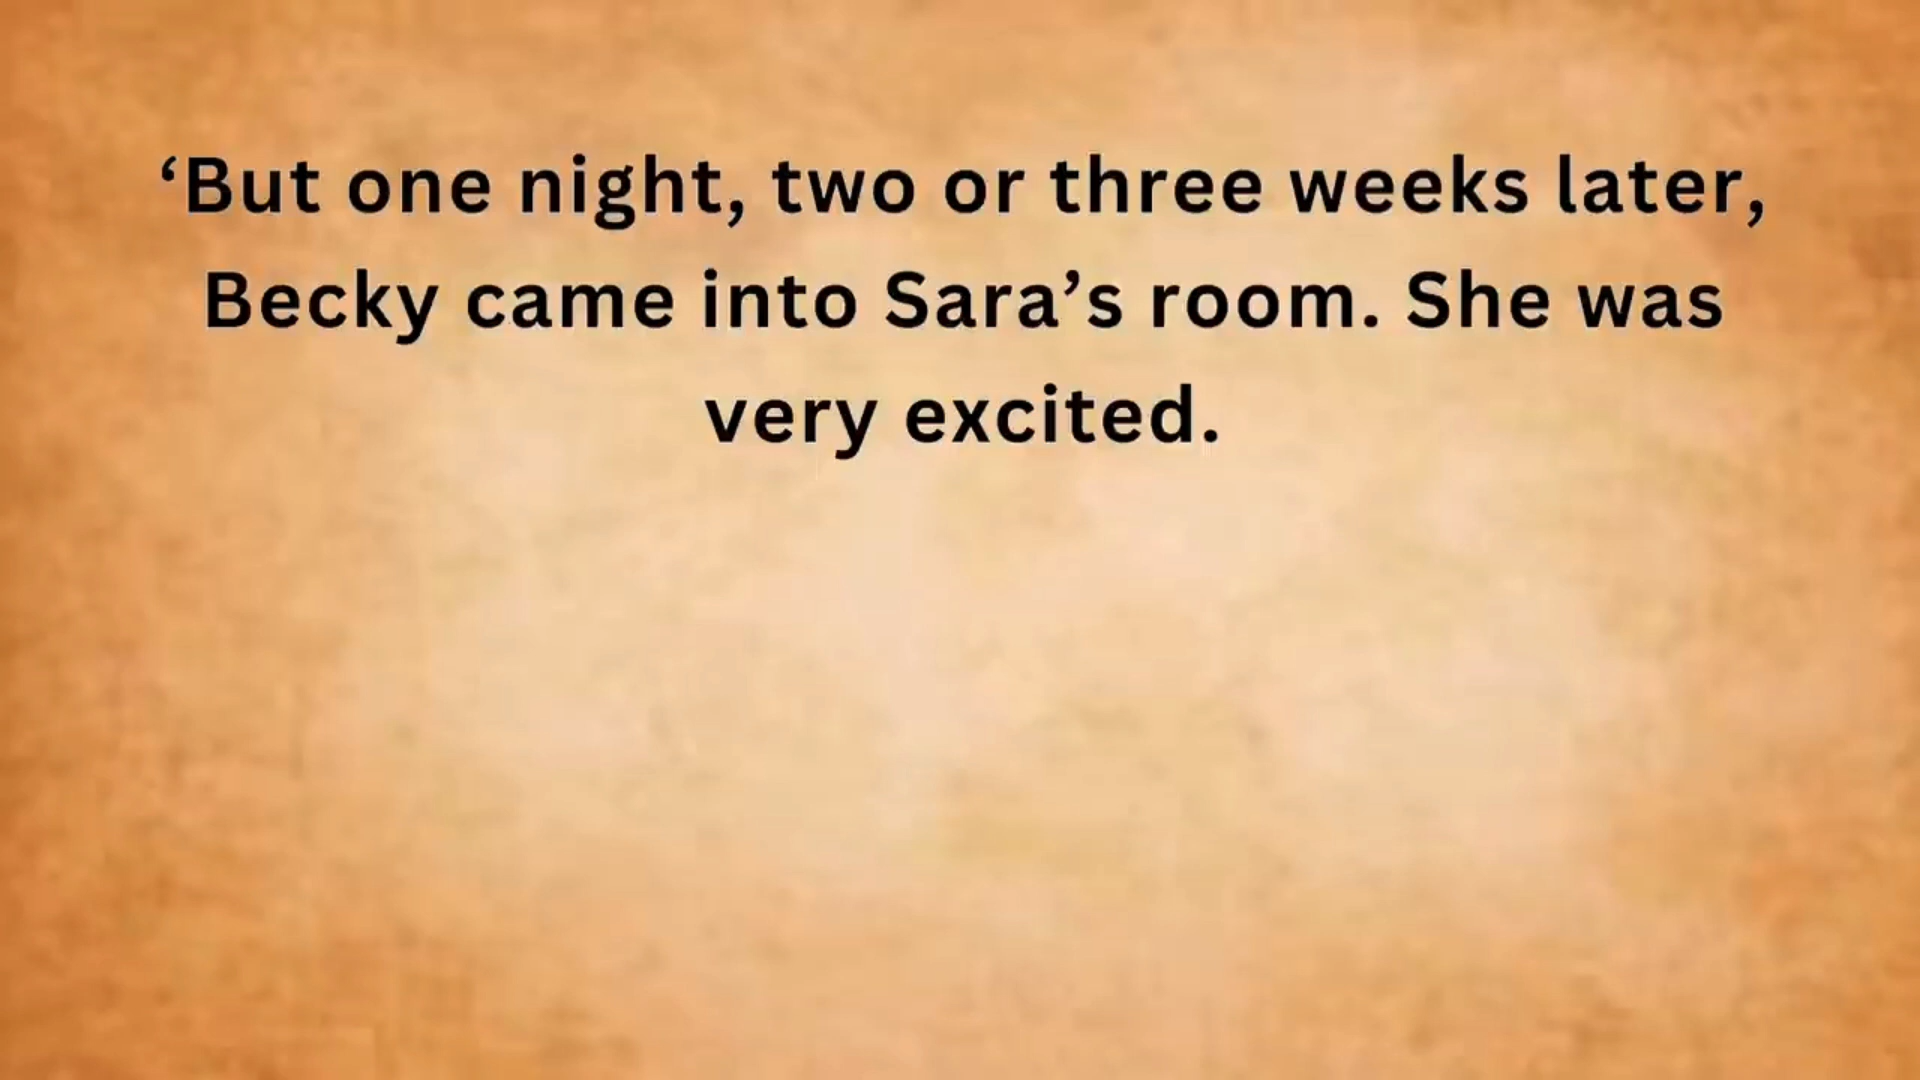 ‘But one night, two or three weeks later,
Becky came into Sara’s room. She was
very excited.